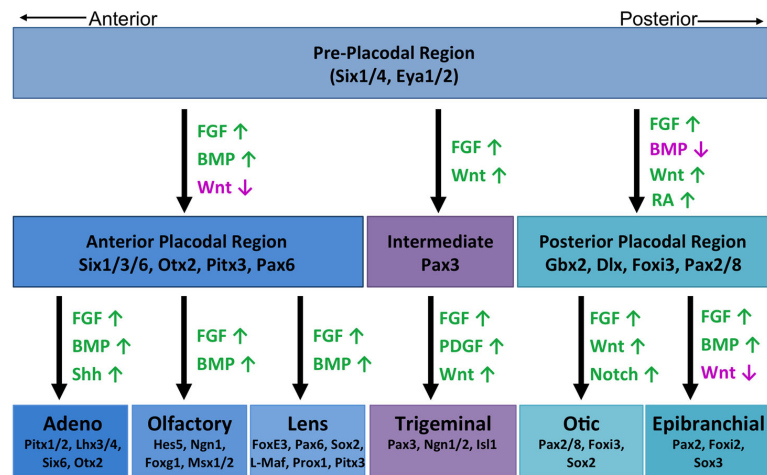 Anterior
Posterior
Pre-Placodal Region
(Six1/4, Eya1/2)
FGF ↑
BMP ↑
Wnt ↓
FGF ↑
Wnt ↑
FGF ↑
BMP ↓
Wnt ↑
RA ↑
Anterior Placodal Region
Six1/3/6, Otx2, Pitx3, Pax6
Intermediate
Pax3
Posterior Placodal Region
Gbx2, Dlx, Foxi3, Pax2/8
FGF ↑
BMP ↑
Shh ↑
FGF ↑
BMP ↑
FGF ↑
BMP ↑
FGF ↑
PDGF ↑
Wnt ↑
FGF ↑
Wnt ↑
Notch ↑
FGF ↑
BMP ↑
Wnt ↓
Adeno
Pitx1/2, Lhx3/4,
Six6, Otx2
Olfactory
Hes5, Ngn1,
Foxg1, Msx1/2
Lens
FoxE3, Pax6, Sox2,
L-Maf, Prox1, Pitx3
Trigeminal
Pax3, Ngn1/2, Isl1
Otic
Pax2/8, Foxi3,
Sox2
Epibranchial
Pax2, Foxi2,
Sox3